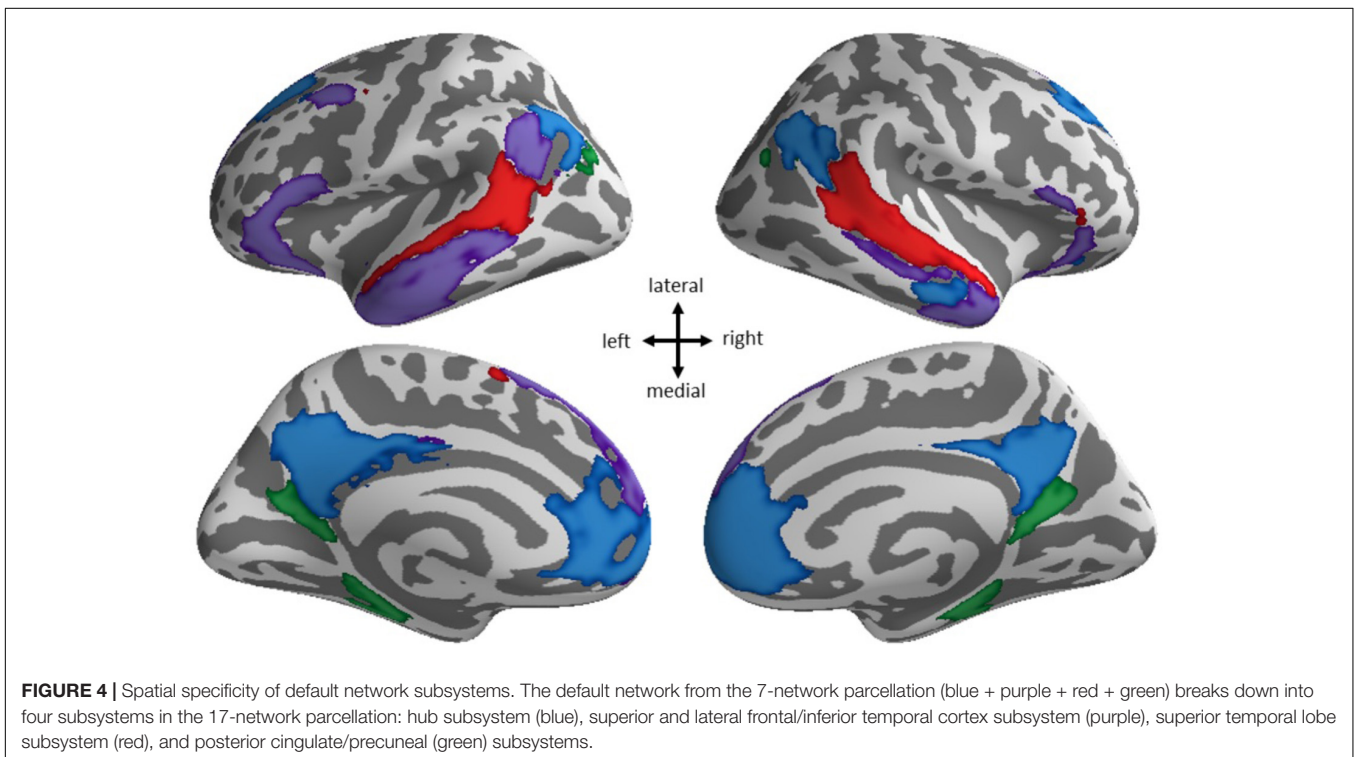 lateral
left right
medial
FIGURE 4 | Spatial specificity of default network subsystems. The default network from the 7-network parcellation (blue + purple + red + green) breaks down into
four subsystems in the 17-network parcellation: hub subsystem (blue), superior and lateral frontal/inferior temporal cortex subsystem (purple), superior temporal lobe
subsystem (red), and posterior cingulate/precuneal (green) subsystems.